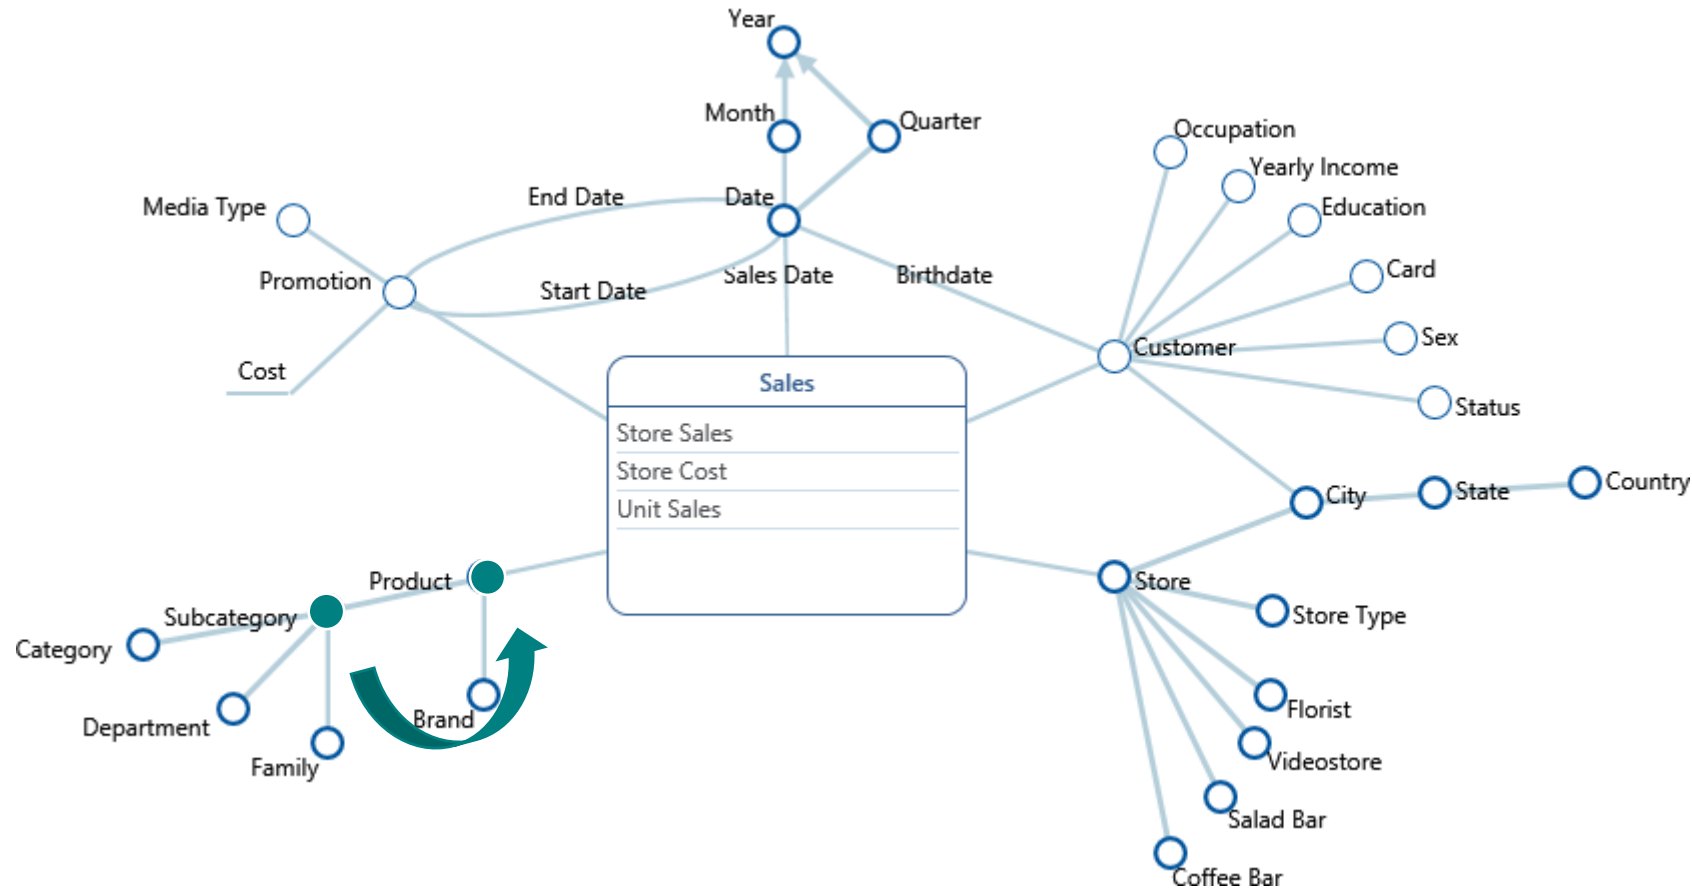 Year
Month
Quarter
Occupation
Yearly Income
Education
Media Type
End Date
Date
Card
Promotion
Start Date
Sales Date
Birthdate
Sex
Customer
Cost
Sales
Status
Store Sales
Store Cost
Unit Sales
City
State
Country
Product
Store
Subcategory
Store Type
Category
Department
Brand
Florist
Family
Videostore
Salad Bar
Coffee Bar